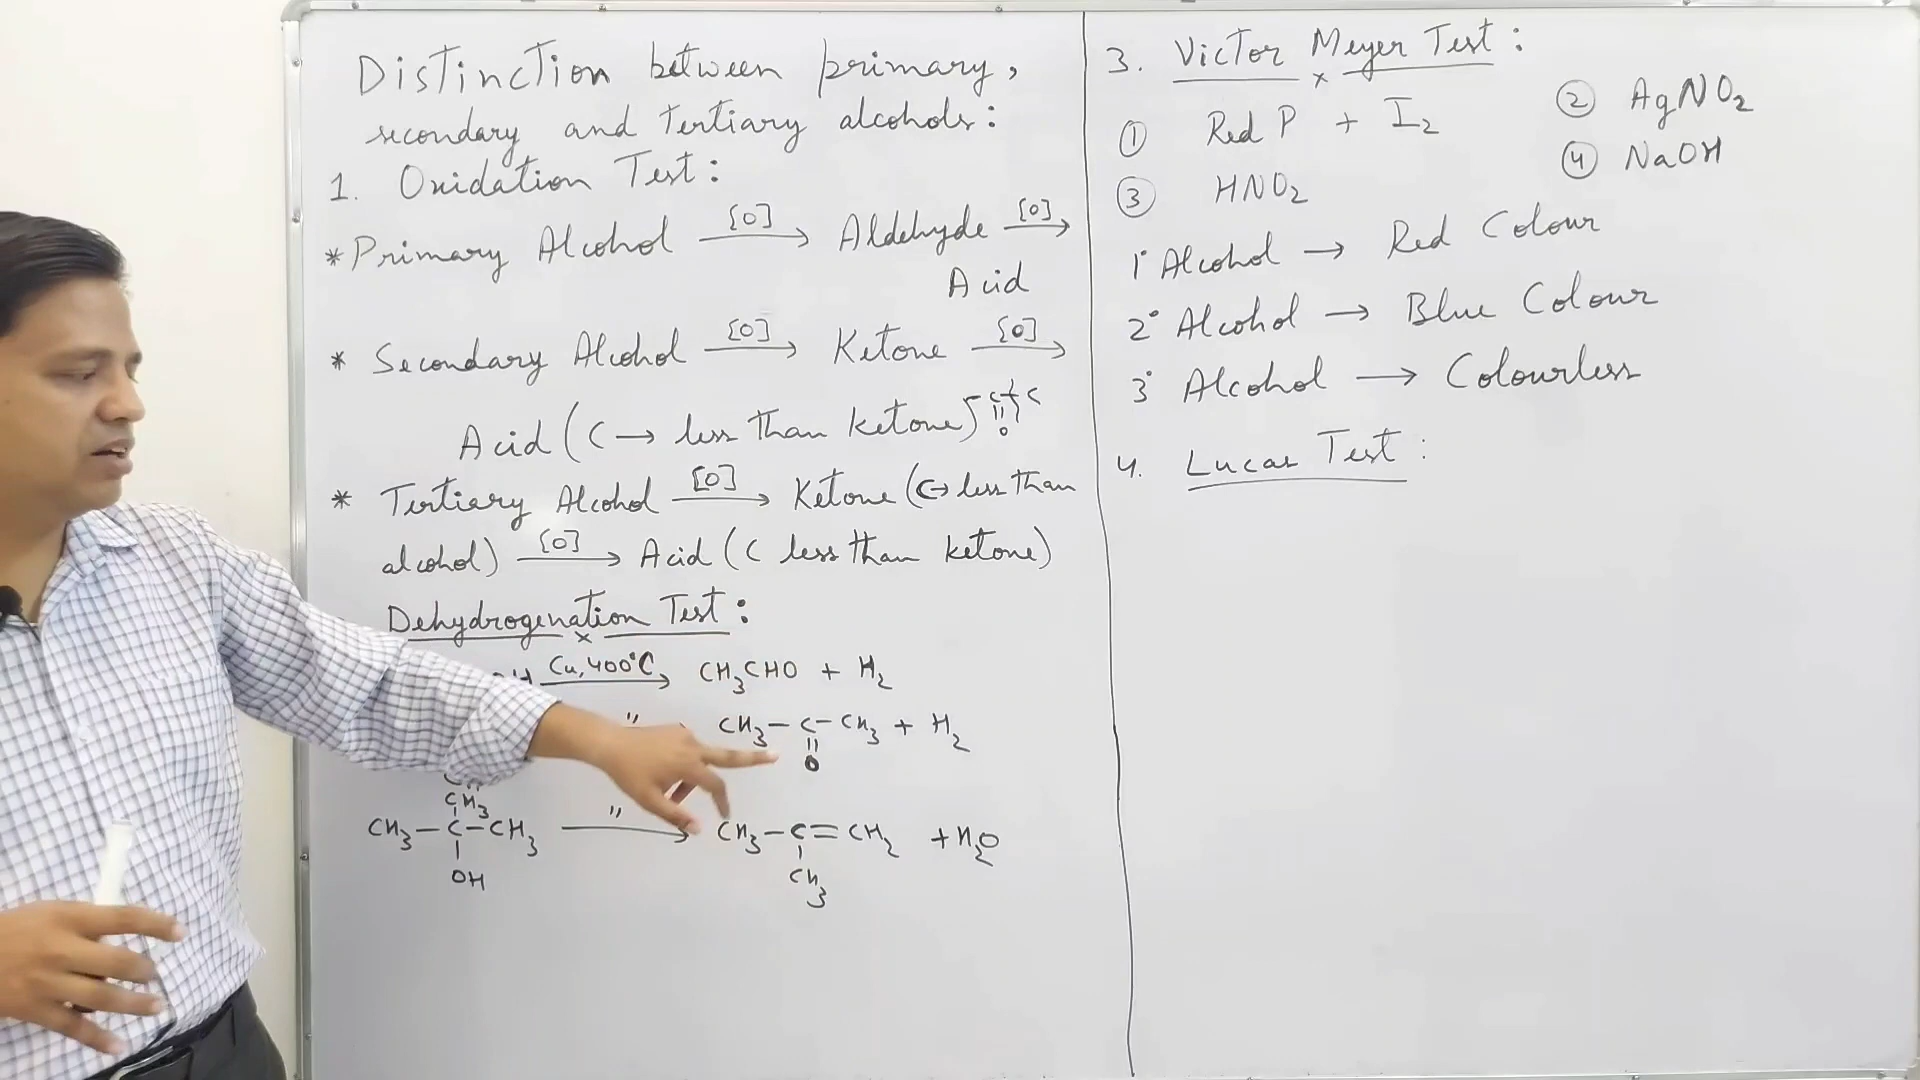 Distinction between primary,
secondary and Tertiary alcohols:
1. Oxidation Test:
* Primary Alcohol —[O]→ Aldehyde —[O]→
Acid
* Secondary Alcohol —[O]→ Ketone —[O]→
Acid (C → less than ketone) -C+C
=
O
* Tertiary Alcohol —[O]→ Ketone (C→ less than
alcohol) —[O]→ Acid (C less than ketone)
Dehydrogenation Test:
OH —Cu, 400°C→ CH₃CHO + H₂
" CH₃-C-CH₃ + H₂
||
O
CH₃
CH₃-C-CH₃ —"→ CH₃-C=CH₂ + H₂O
OH CH₃
3. Victor Meyer Test:
① Red P + I₂ ② AgNO₂
③ HNO₂ ④ NaOH
1° Alcohol → Red Colour
2° Alcohol → Blue Colour
3° Alcohol → Colourless
4. Lucas Test: